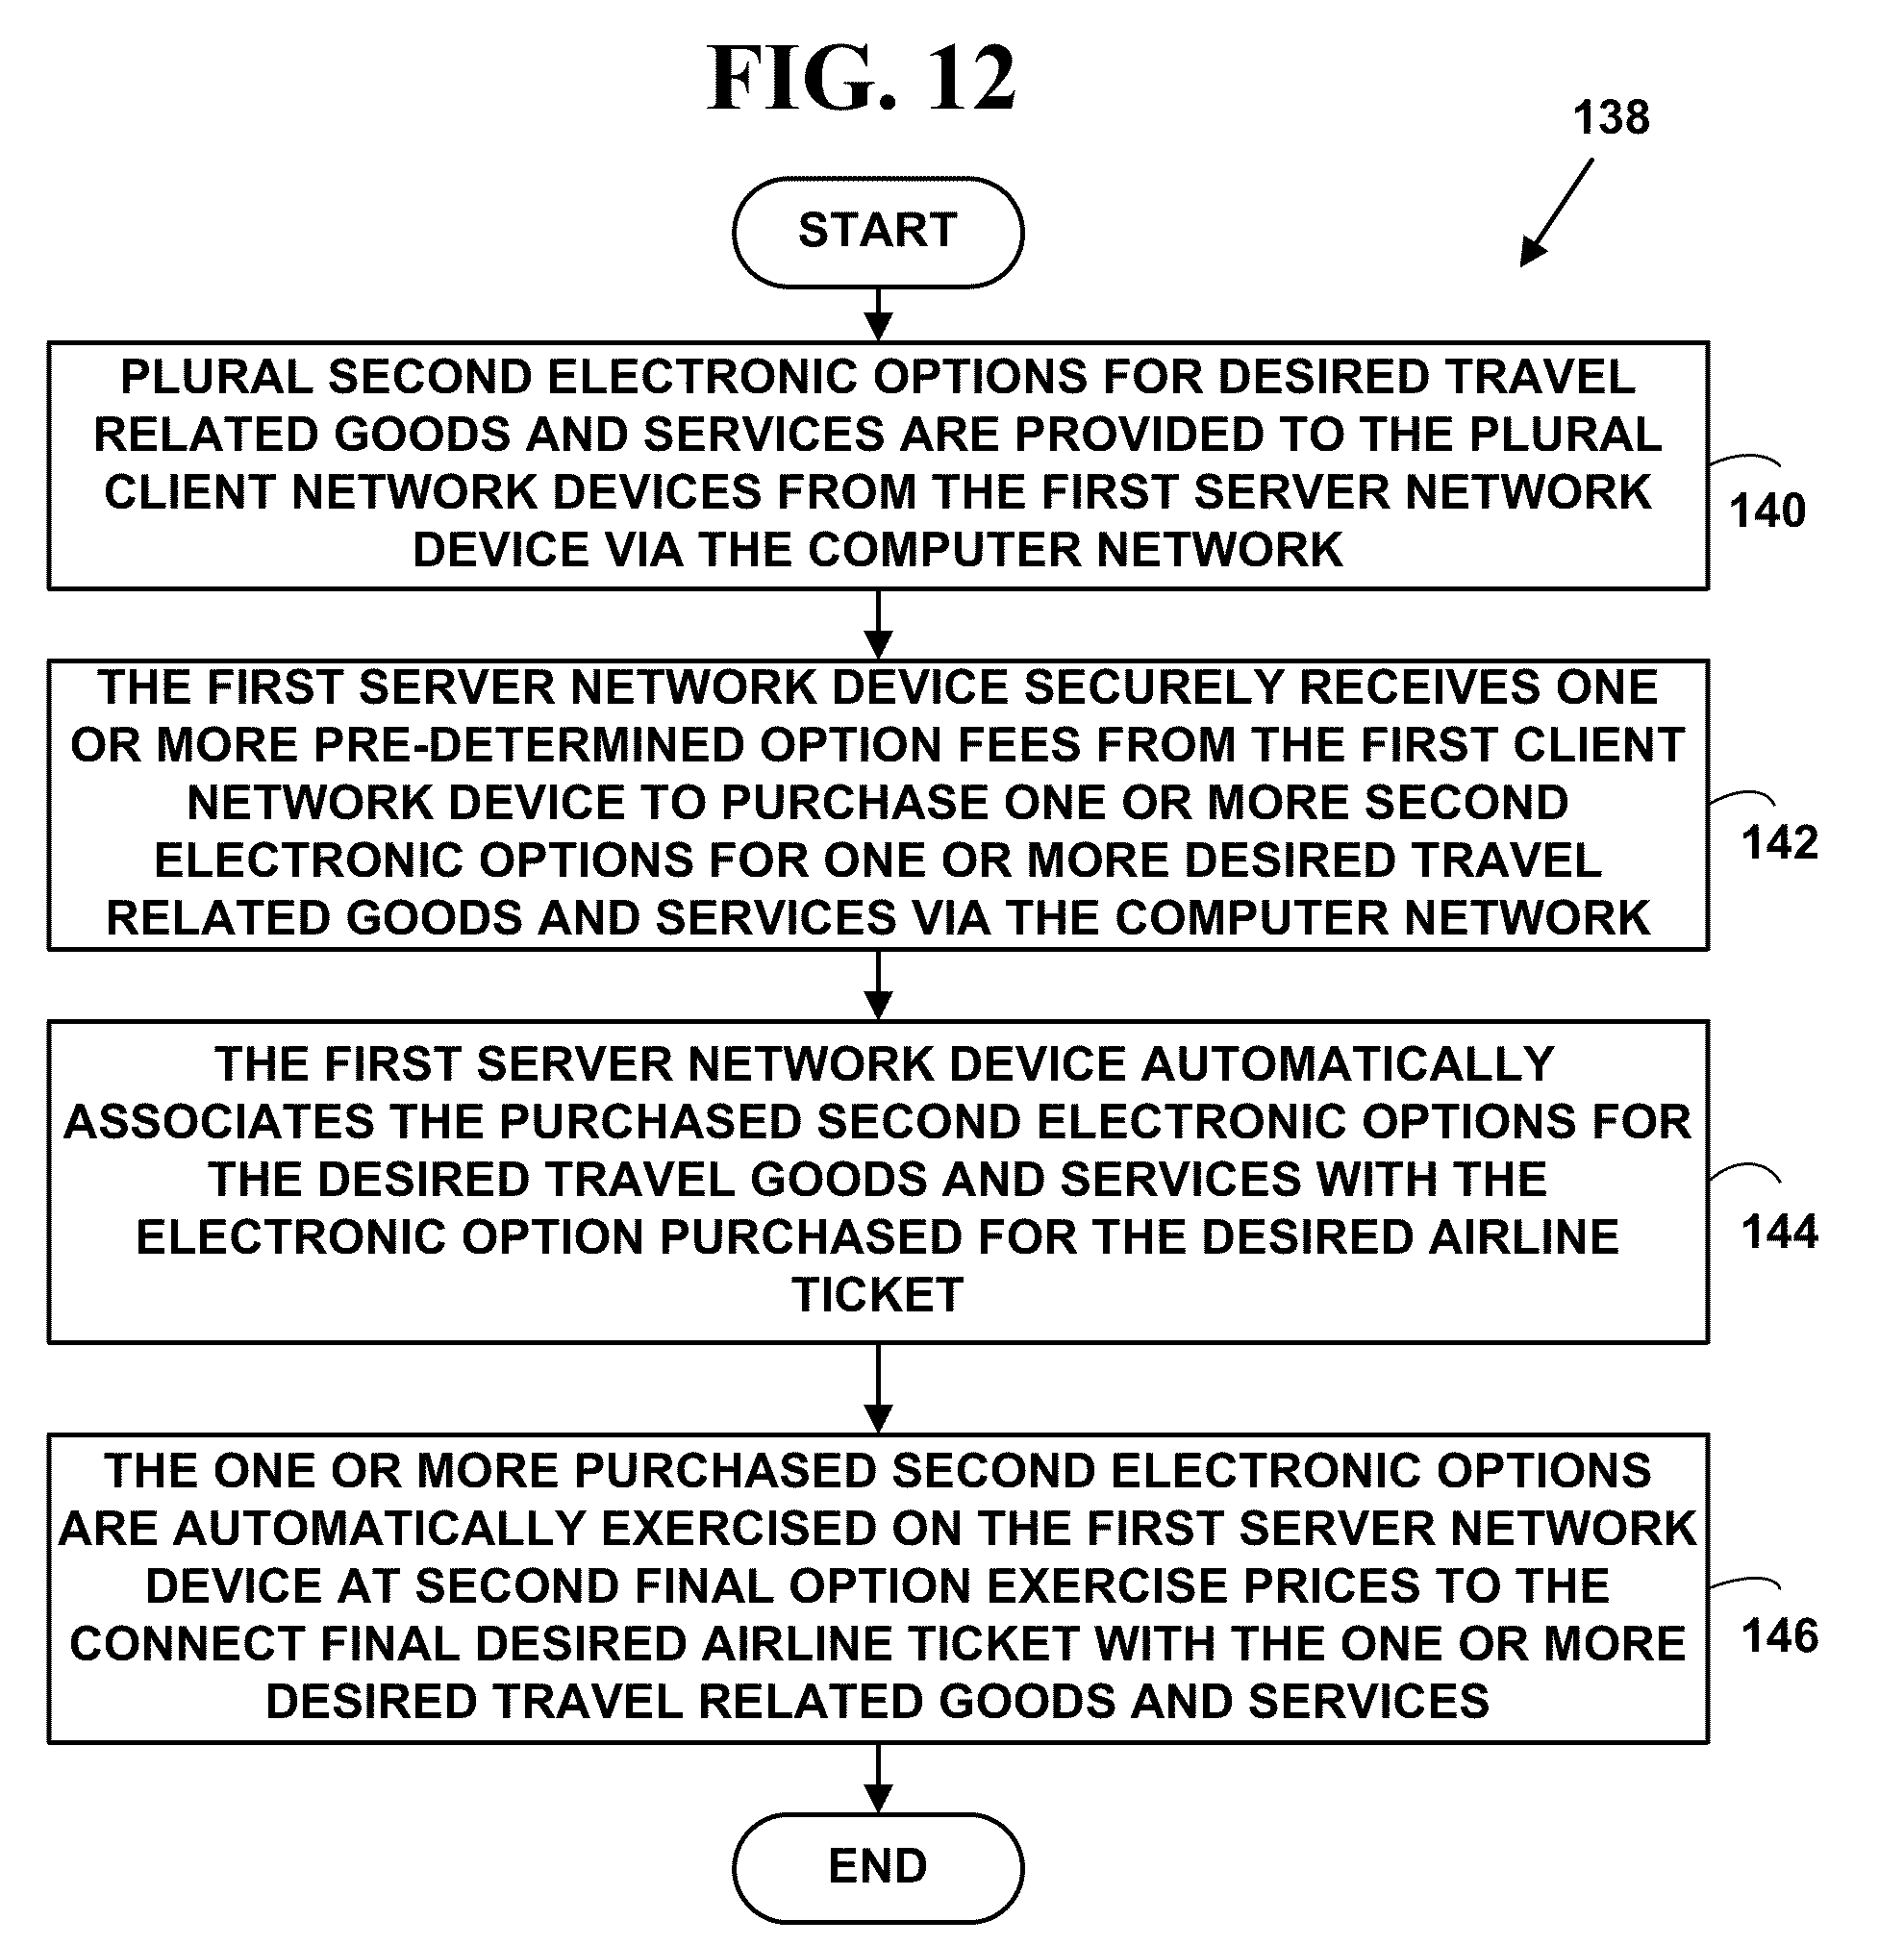 FIG. 12
138
START
PLURAL SECOND ELECTRONIC OPTIONS FOR DESIRED TRAVEL
RELATED GOODS AND SERVICES ARE PROVIDED TO THE PLURAL
CLIENT NETWORK DEVICES FROM THE FIRST SERVER NETWORK
DEVICE VIA THE COMPUTER NETWORK
140
THE FIRST SERVER NETWORK DEVICE SECURELY RECEIVES ONE
OR MORE PRE-DETERMINED OPTION FEES FROM THE FIRST CLIENT
NETWORK DEVICE TO PURCHASE ONE OR MORE SECOND
ELECTRONIC OPTIONS FOR ONE OR MORE DESIRED TRAVEL
RELATED GOODS AND SERVICES VIA THE COMPUTER NETWORK
142
THE FIRST SERVER NETWORK DEVICE AUTOMATICALLY
ASSOCIATES THE PURCHASED SECOND ELECTRONIC OPTIONS FOR
THE DESIRED TRAVEL GOODS AND SERVICES WITH THE
ELECTRONIC OPTION PURCHASED FOR THE DESIRED AIRLINE
TICKET
144
THE ONE OR MORE PURCHASED SECOND ELECTRONIC OPTIONS
ARE AUTOMATICALLY EXERCISED ON THE FIRST SERVER NETWORK
DEVICE AT SECOND FINAL OPTION EXERCISE PRICES TO THE
CONNECT FINAL DESIRED AIRLINE TICKET WITH THE ONE OR MORE
DESIRED TRAVEL RELATED GOODS AND SERVICES
146
END